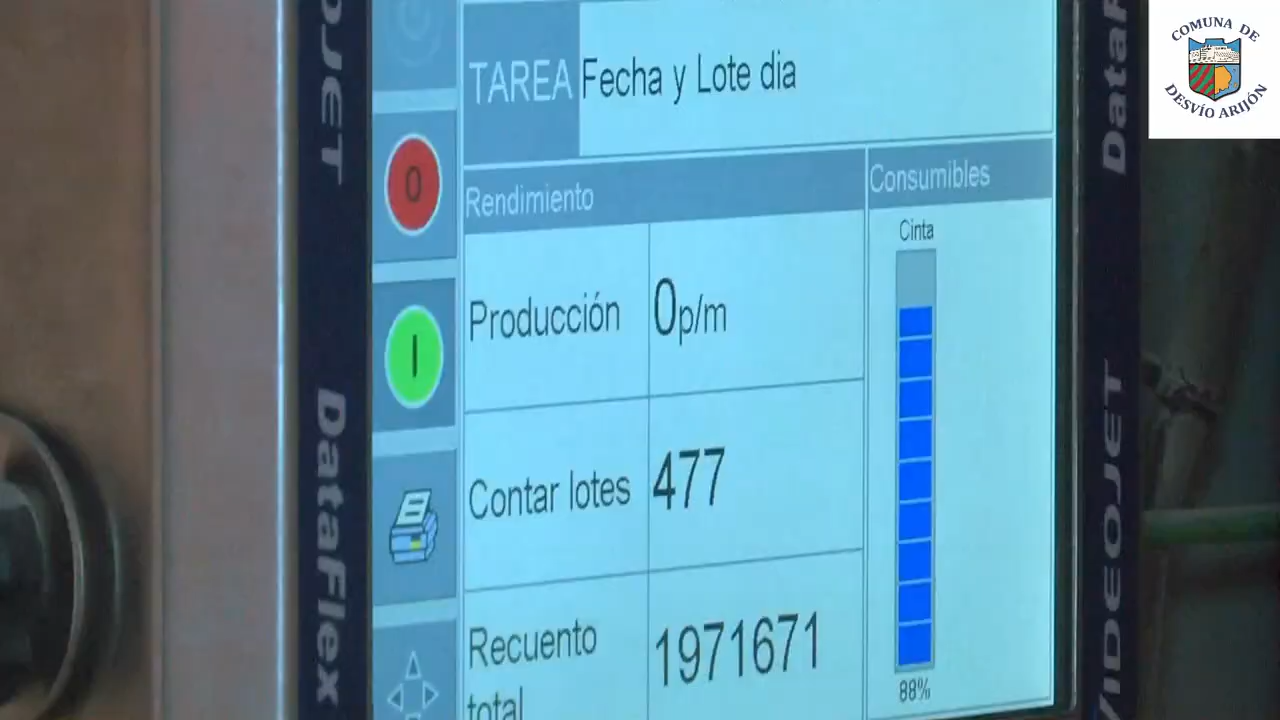 TAREA Fecha y Lote dia
Rendimiento
Consumibles
Cinta
Producción 0p/m
Contar lotes 477
Recuento total 1971671
88%
0
I
DataFlex
VIDEOJET
COMUNA DE
DESVÍO ARIJÓN